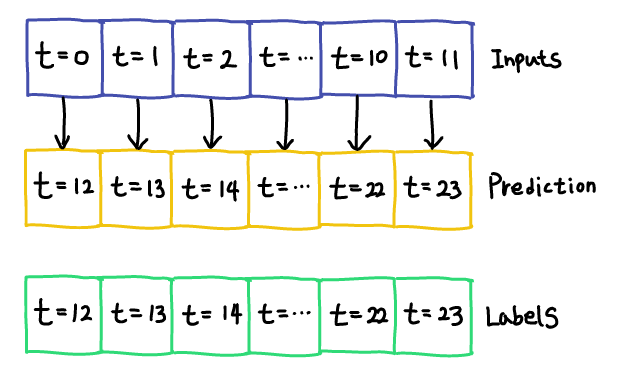 t=0 t=1 t=2 t=… t=10 t=11 Inputs
t=12 t=13 t=14 t=… t=22 t=23 Prediction
t=12 t=13 t=14 t=… t=22 t=23 Labels